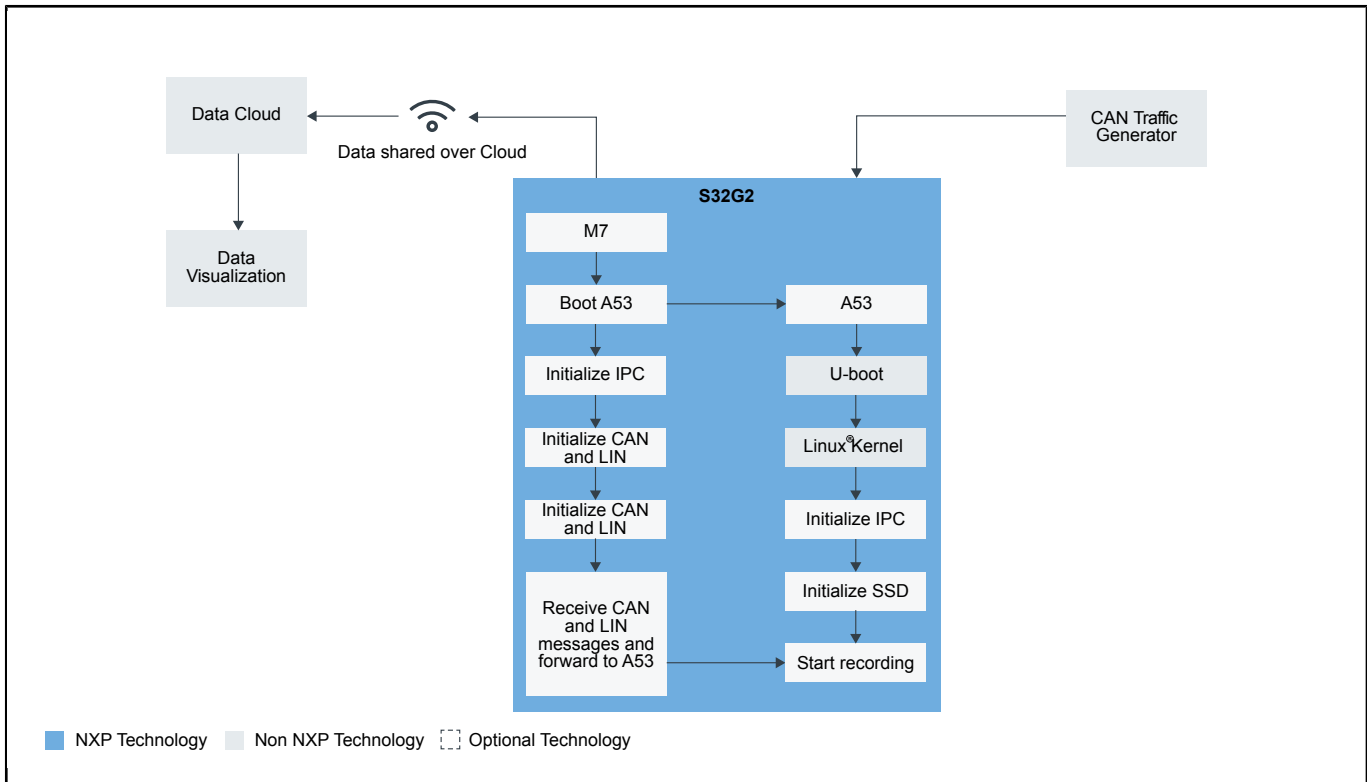 Data Cloud
Data shared over Cloud
CAN Traffic
Generator
Data
Visualization
S32G2
M7
Boot A53
A53
Initialize IPC
U-boot
Initialize CAN
and LIN
Linux® Kernel
Initialize CAN
and LIN
Initialize IPC
Receive CAN
and LIN
messages and
forward to A53
Initialize SSD
Start recording
NXP Technology
Non NXP Technology
Optional Technology